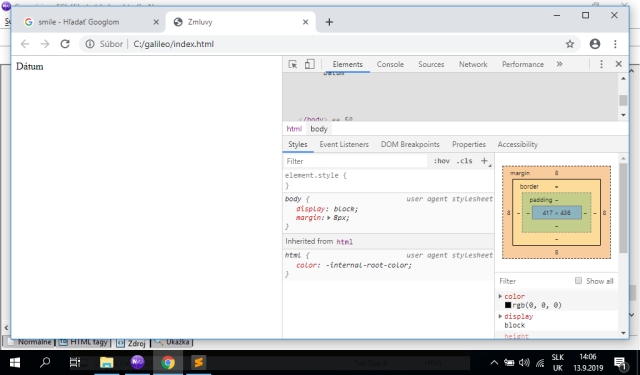 smile - Hľadať Googlom
Zmluvy
Súbor
C:/galileo/index.html
Dátum
Elements Console Sources Network Performance
Dátum
</body> == $0
html body
Styles Event Listeners DOM Breakpoints Properties Accessibility
Filter
:hov .cls +
element.style {
}
body { user agent stylesheet
display: block;
margin: 8px;
}
Inherited from html
html { user agent stylesheet
color: -internal-root-color;
}
margin 8
border –
padding –
8 – – 417 × 436 – – 8
–
–
8
Filter Show all
color
rgb(0, 0, 0)
display
block
height
Normálne HTML tagy Zdroj Ukážka
SLK
UK
14:06
13.9.2019
1